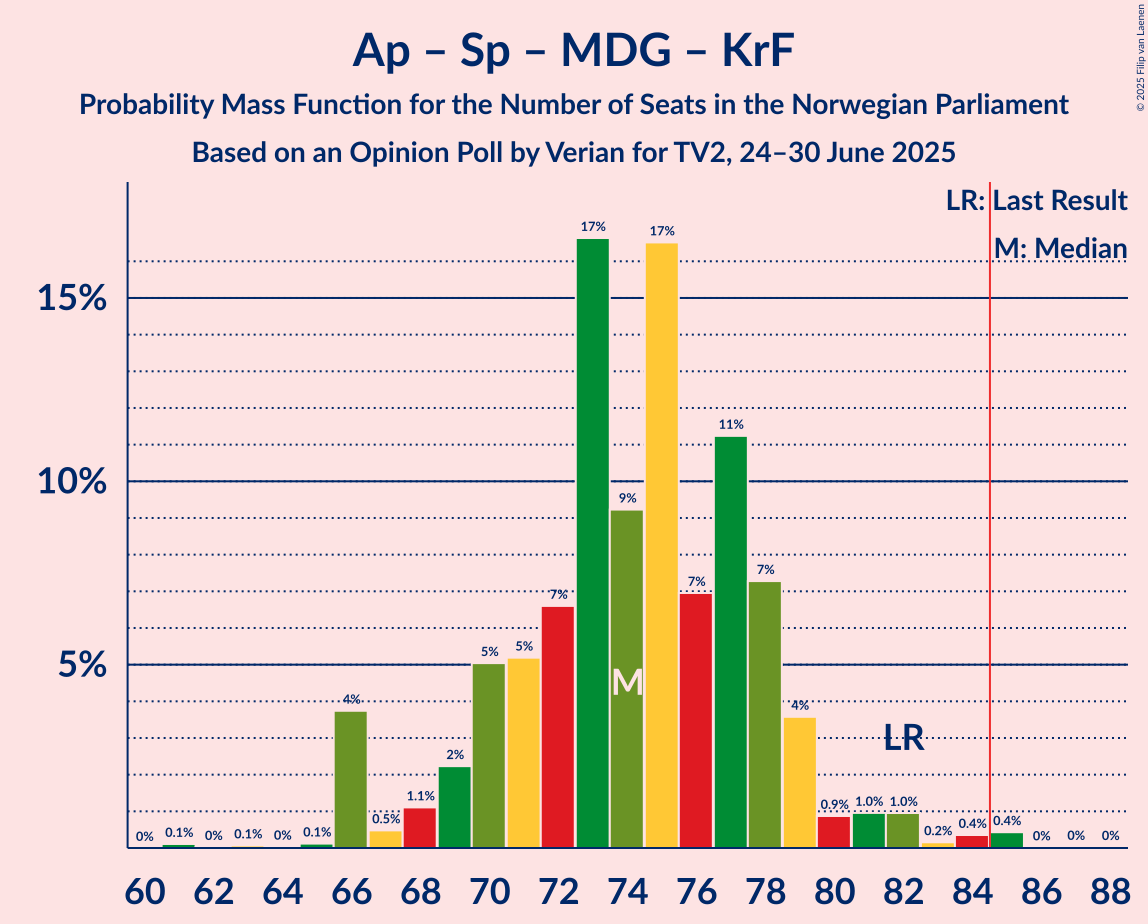 Ap – Sp – MDG – KrF
Probability Mass Function for the Number of Seats in the Norwegian Parliament
Based on an Opinion Poll by Verian for TV2, 24–30 June 2025
© 2025 Filip van Laenen
LR: Last Result
M: Median
15%
10%
5%
0% 0.1% 0% 0.1% 0% 0.1% 4% 0.5% 1.1% 2% 5% 5% 7% 17% 9% 17% 7% 11% 7% 4% 0.9% 1.0% 1.0% 0.2% 0.4% 0.4% 0% 0% 0%
M
LR
60 62 64 66 68 70 72 74 76 78 80 82 84 86 88